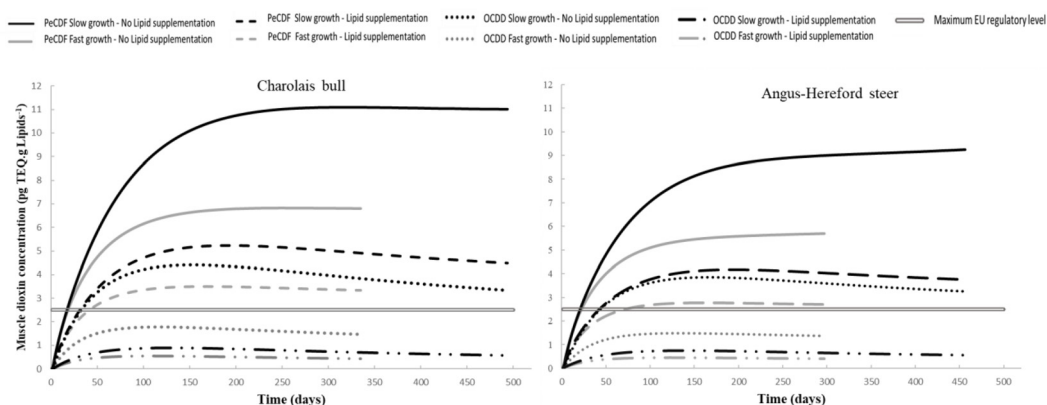 PeCDF Slow growth - No Lipid supplementation PeCDF Slow growth - Lipid supplementation OCDD Slow growth - No Lipid supplementation OCDD Slow growth - Lipid supplementation Maximum EU regulatory level
PeCDF Fast growth - No Lipid supplementation PeCDF Fast growth - Lipid supplementation OCDD Fast growth - No Lipid supplementation OCDD Fast growth - Lipid supplementation
Charolais bull
Muscle dioxin concentration (pg TEQ.g Lipids⁻¹)
12
11
10
9
8
7
6
5
4
3
2
1
0
0 50 100 150 200 250 300 350 400 450 500
Time (days)
Angus-Hereford steer
12
11
10
9
8
7
6
5
4
3
2
1
0
0 50 100 150 200 250 300 350 400 450 500
Time (days)